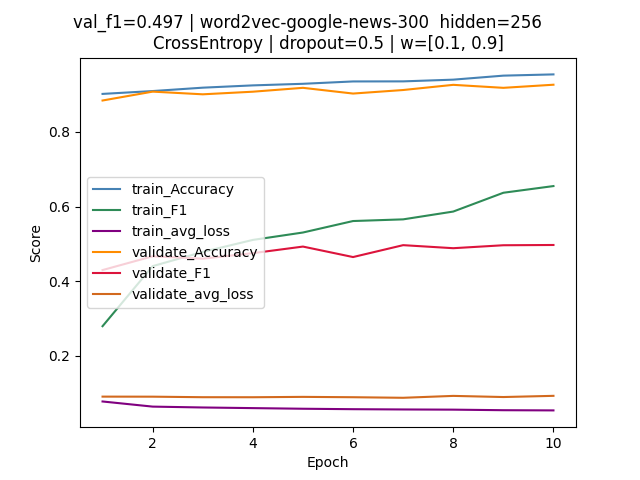 val_f1=0.497 | word2vec-google-news-300  hidden=256
CrossEntropy | dropout=0.5 | w=[0.1, 0.9]
0.8
0.6
0.4
0.2
Score
train_Accuracy
train_F1
train_avg_loss
validate_Accuracy
validate_F1
validate_avg_loss
2 4 6 8 10
Epoch